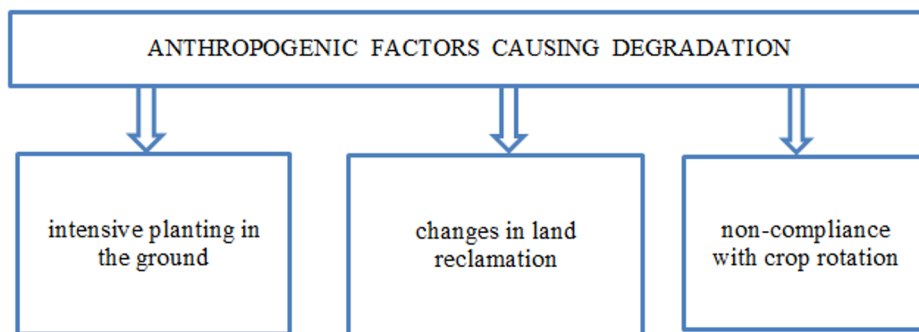 ANTHROPOGENIC FACTORS CAUSING DEGRADATION
intensive planting in
the ground
changes in land
reclamation
non-compliance
with crop rotation